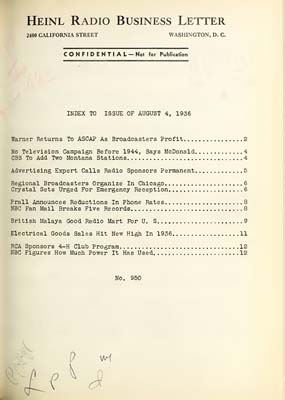 HEINL RADIO BUSINESS LETTER
2400 CALIFORNIA STREET WASHINGTON, D. C.
CONFIDENTIAL—Not for Publication
INDEX TO ISSUE OF AUGUST 4, 1936
Warner Returns To ASCAP As Broadcasters Profit................2
No Television Campaign Before 1944, Says McDonald............4
CBS To Add Two Montana Stations..............................4
Advertising Expert Calls Radio Sponsors Permanent............5
Regional Broadcasters Organize In Chicago....................6
Crystal Sets Urged For Emergency Reception...................6
Prall Announces Reductions In Phone Rates....................8
NBC Fan Mail Breaks Five Records.............................8
British Malaya Good Radio Mart For U. S......................9
Electrical Goods Sales Hit New High In 1936.................11
RCA Sponsors 4-H Club Program...............................12
NBC Figures How Much Power It Has Used......................12
No. 950